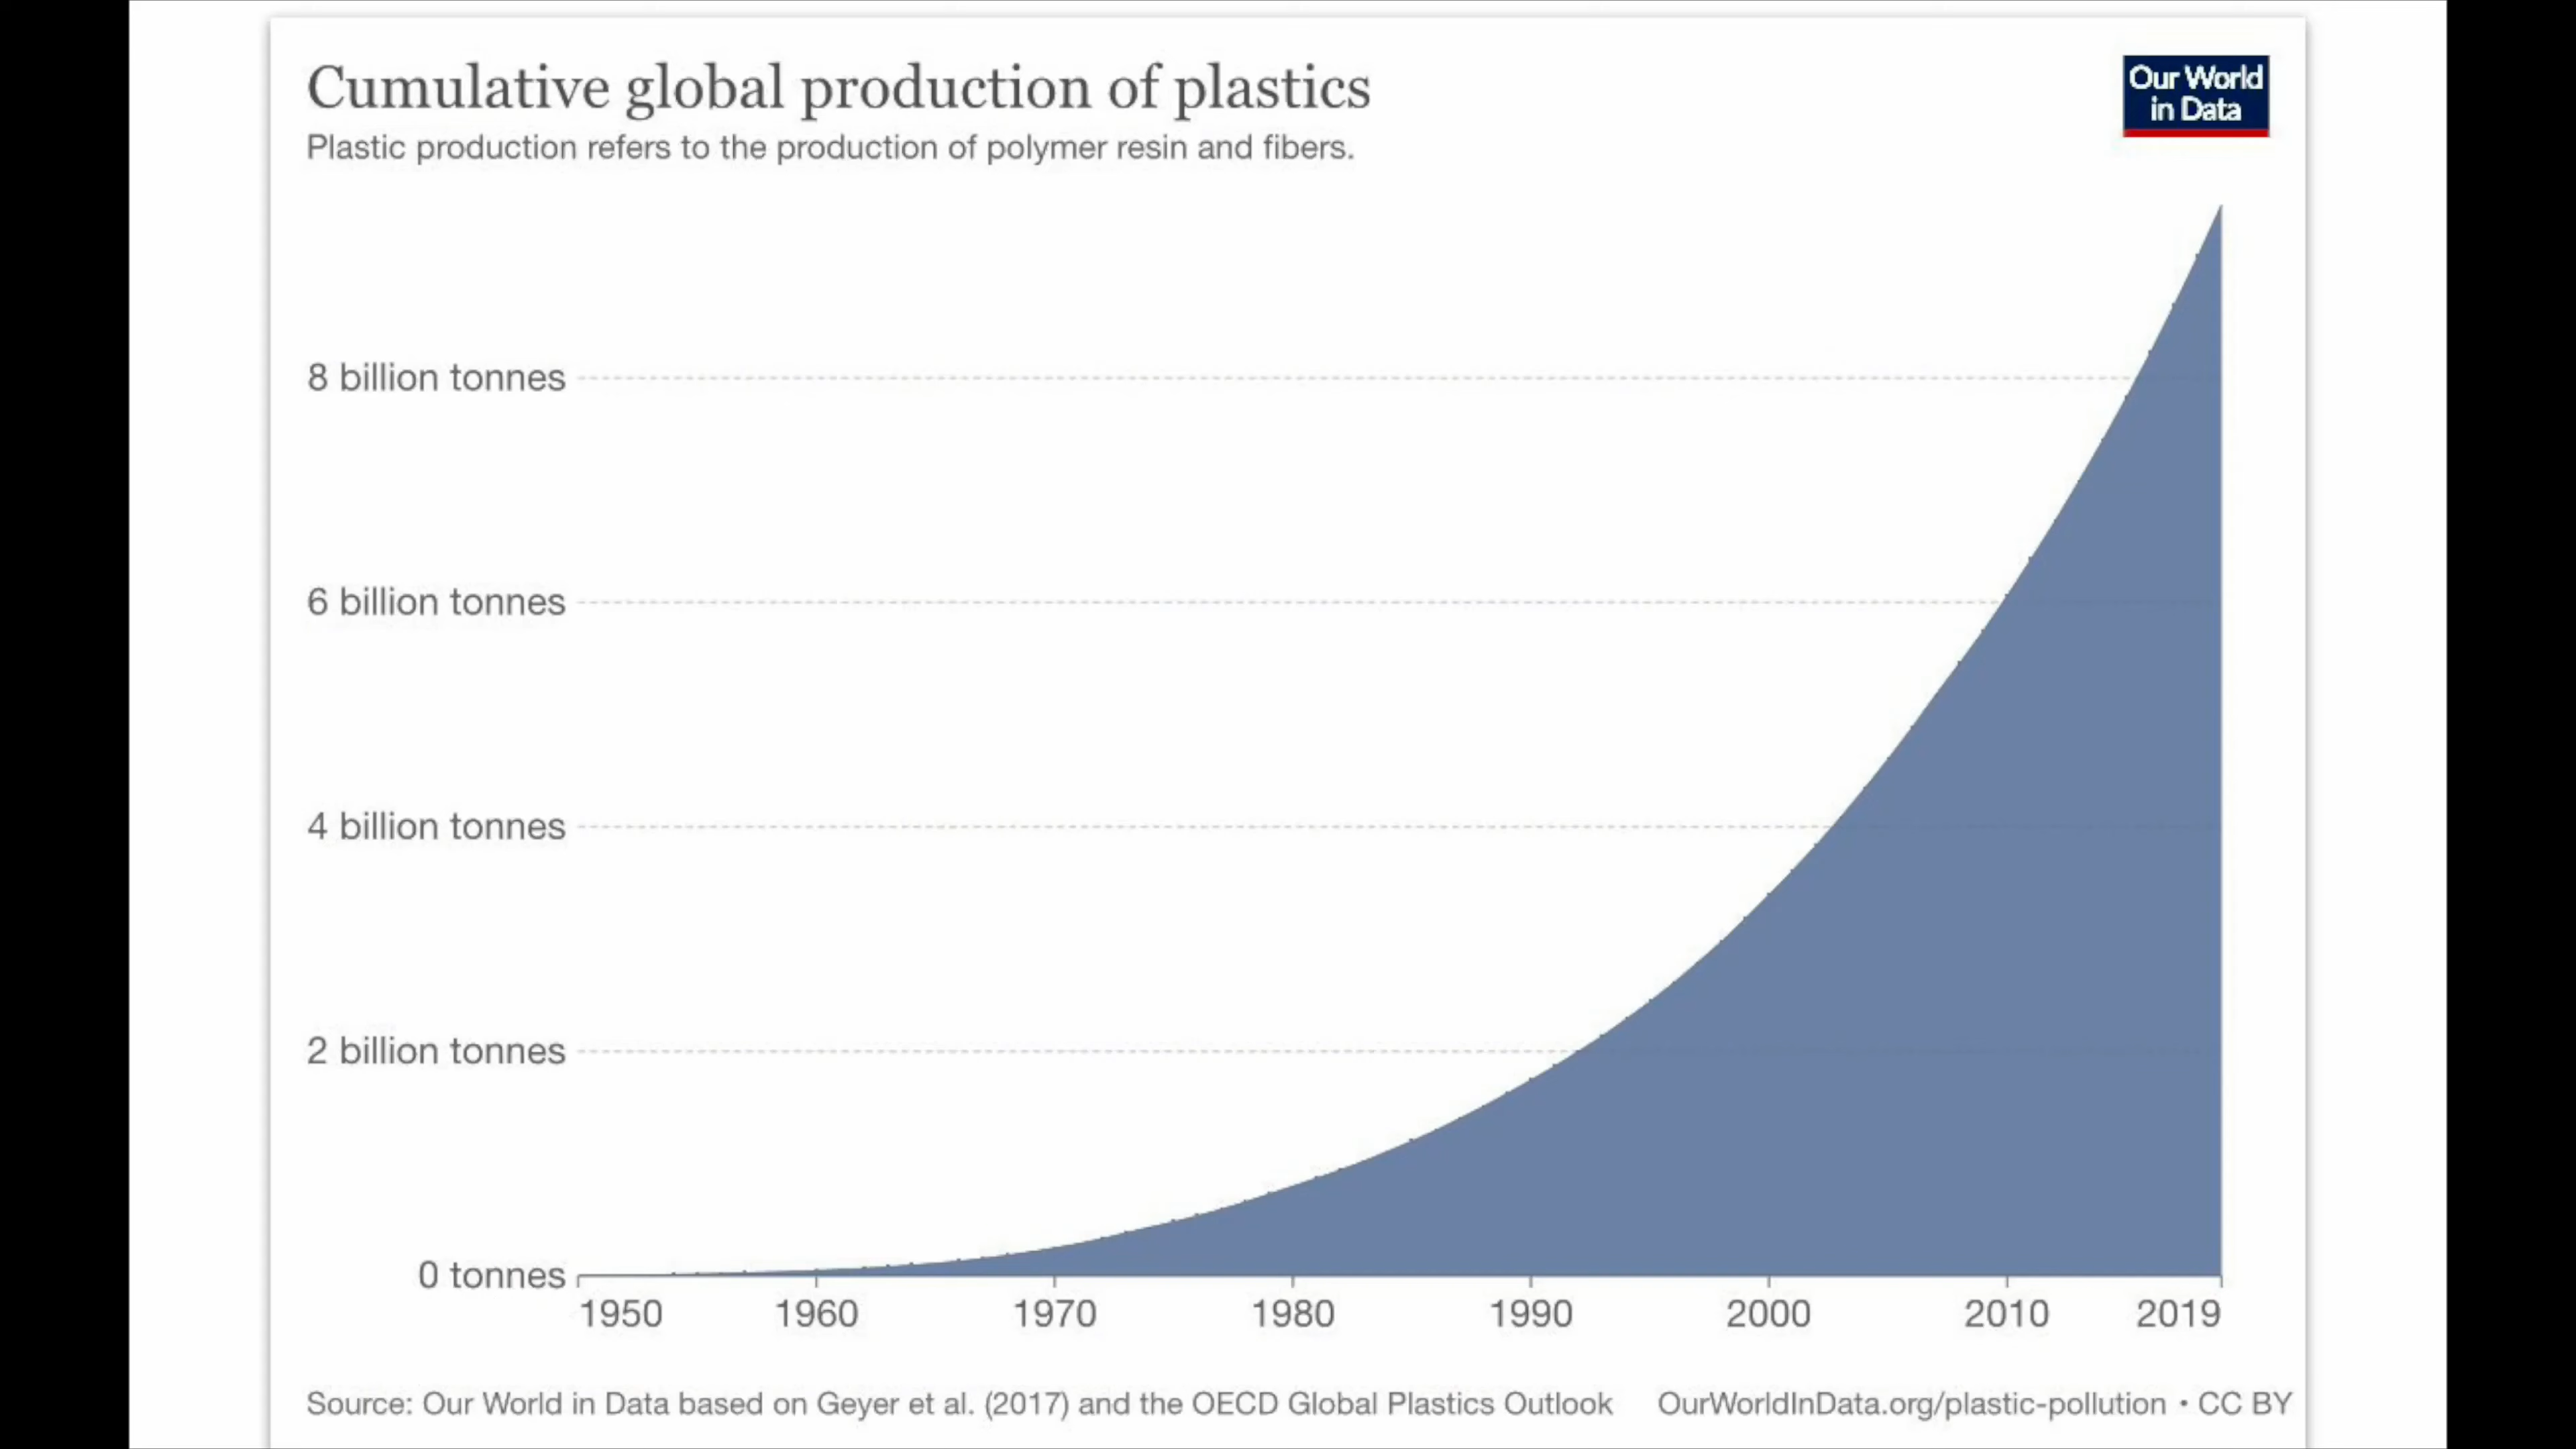 Cumulative global production of plastics
Plastic production refers to the production of polymer resin and fibers.
Our World
in Data
8 billion tonnes
6 billion tonnes
4 billion tonnes
2 billion tonnes
0 tonnes
1950 1960 1970 1980 1990 2000 2010 2019
Source: Our World in Data based on Geyer et al. (2017) and the OECD Global Plastics Outlook OurWorldInData.org/plastic-pollution • CC BY